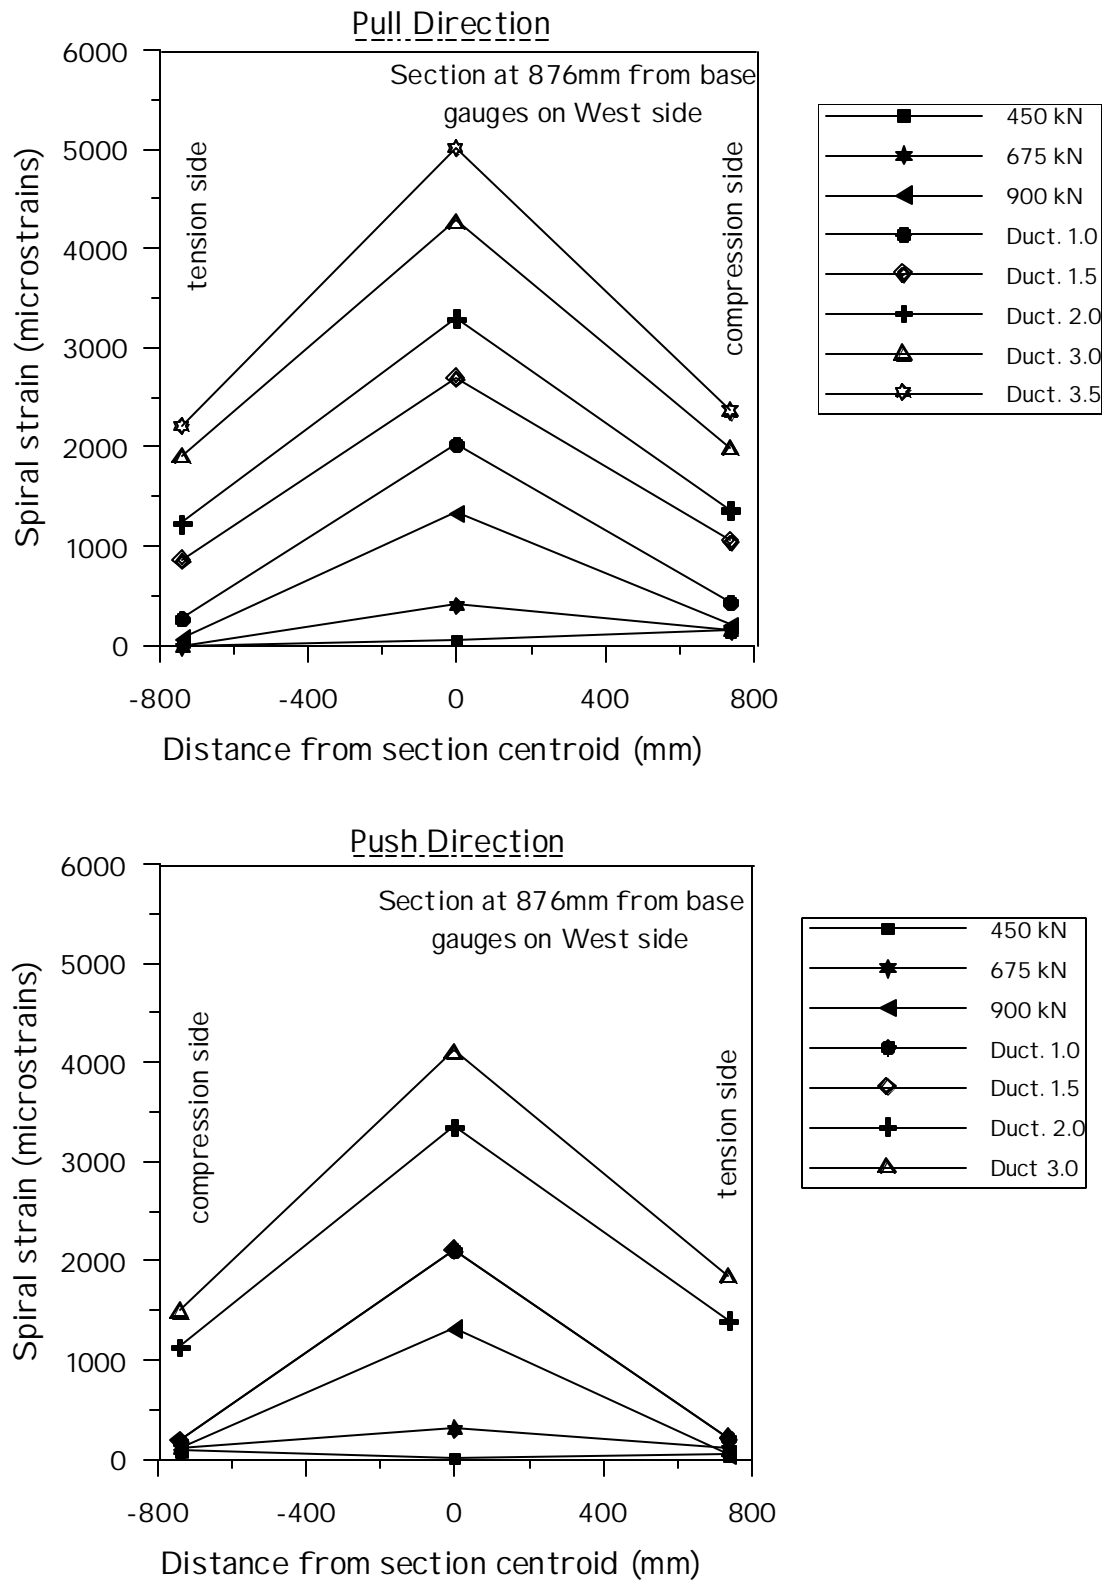 Pull Direction
Section at 876mm from base
gauges on West side
tension side
compression side
Spiral strain (microstrains)
6000
5000
4000
3000
2000
1000
0
-800
-400
0
400
800
Distance from section centroid (mm)
450 kN
675 kN
900 kN
Duct. 1.0
Duct. 1.5
Duct. 2.0
Duct. 3.0
Duct. 3.5
Push Direction
Section at 876mm from base
gauges on West side
compression side
tension side
Spiral strain (microstrains)
6000
5000
4000
3000
2000
1000
0
-800
-400
0
400
800
Distance from section centroid (mm)
450 kN
675 kN
900 kN
Duct. 1.0
Duct. 1.5
Duct. 2.0
Duct 3.0